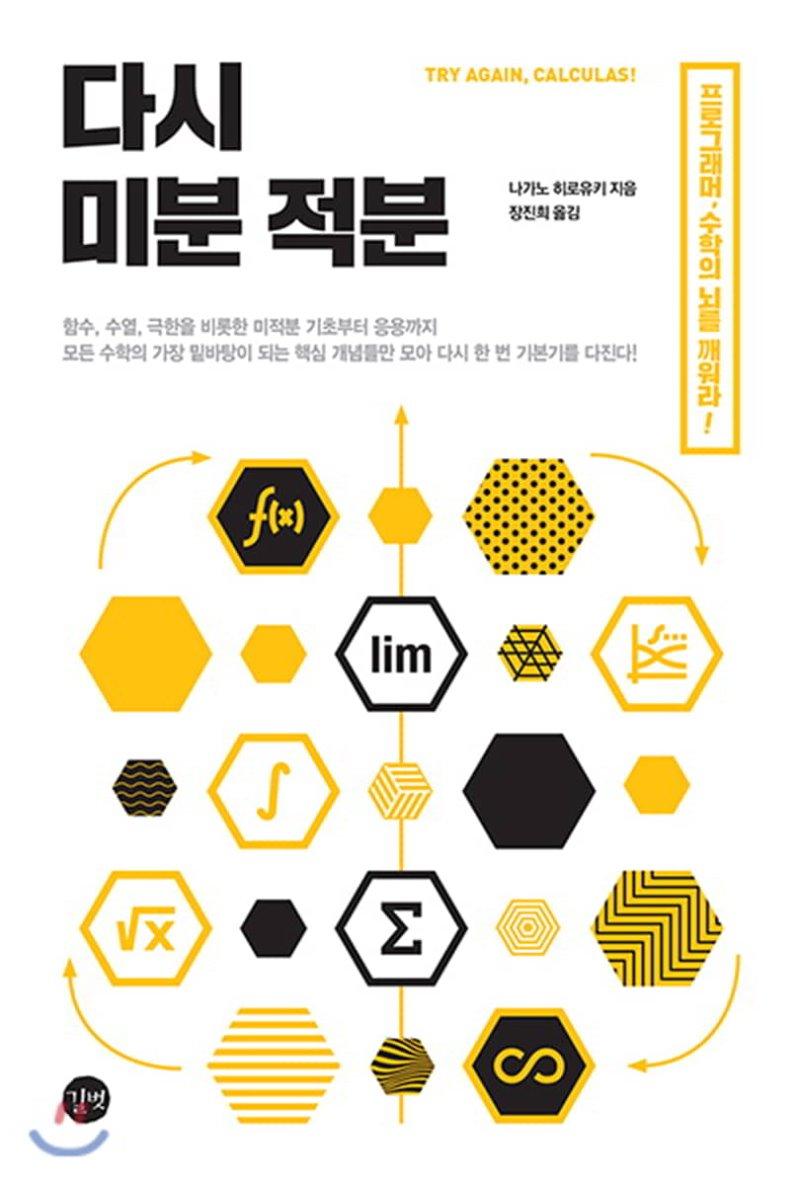 다시
미분 적분
TRY AGAIN, CALCULAS!
나가노 히로유키 지음
장진희 옮김
프로그래머, 수학의 뇌를 깨워라!
함수, 수열, 극한을 비롯한 미적분 기초부터 응용까지
모든 수학의 가장 밑바탕이 되는 핵심 개념들만 모아 다시 한 번 기본기를 다진다!
f(x)
lim
∫
√x
Σ
∞
길벗